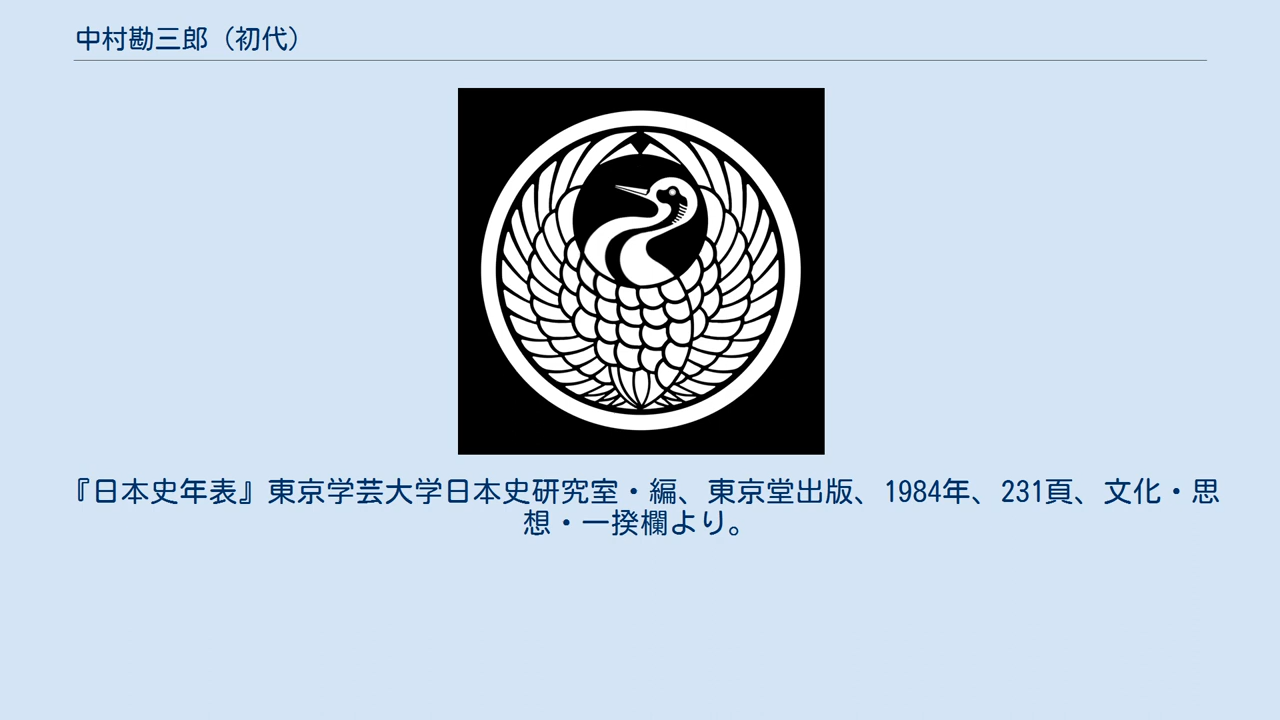 中村勘三郎（初代）
『日本史年表』東京学芸大学日本史研究室・編、東京堂出版、1984年、231頁、文化・思
想・一揆欄より。